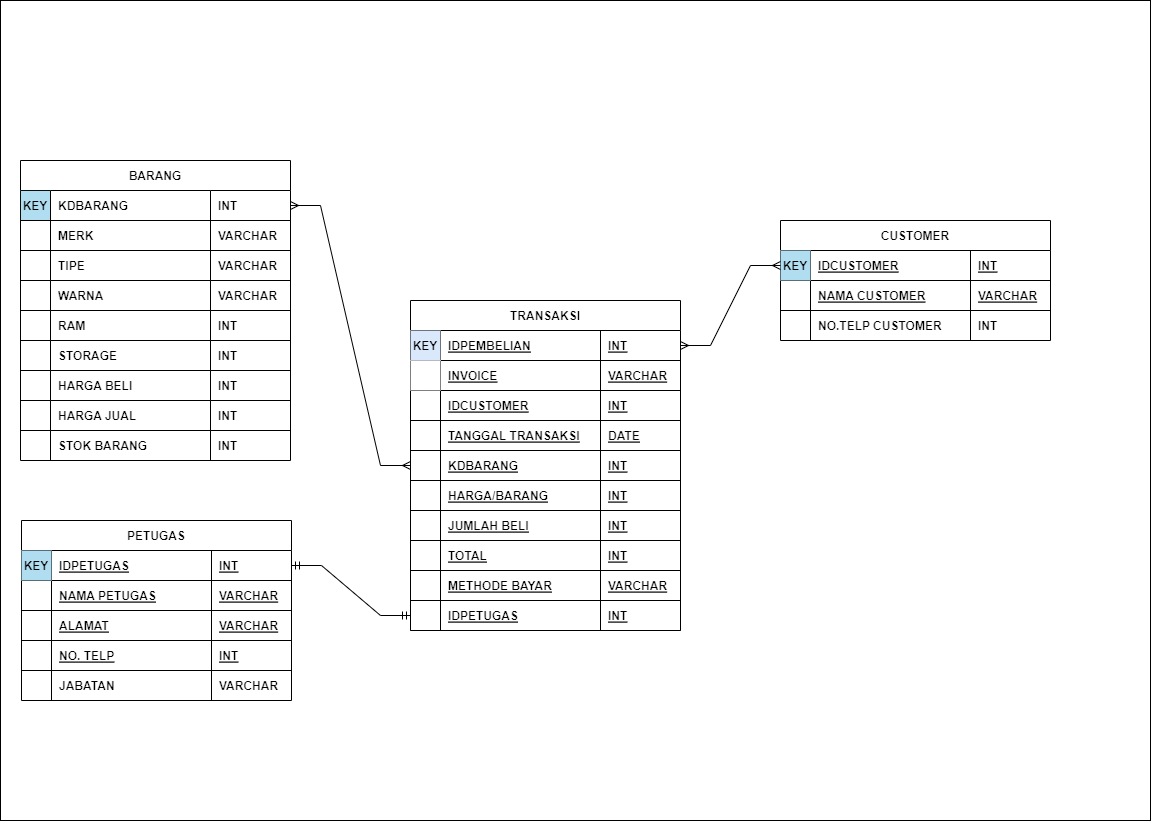 BARANG
KEY KDBARANG INT
MERK VARCHAR
TIPE VARCHAR
WARNA VARCHAR
RAM INT
STORAGE INT
HARGA BELI INT
HARGA JUAL INT
STOK BARANG INT
PETUGAS
KEY IDPETUGAS INT
NAMA PETUGAS VARCHAR
ALAMAT VARCHAR
NO. TELP INT
JABATAN VARCHAR
TRANSAKSI
KEY IDPEMBELIAN INT
INVOICE VARCHAR
IDCUSTOMER INT
TANGGAL TRANSAKSI DATE
KDBARANG INT
HARGA/BARANG INT
JUMLAH BELI INT
TOTAL INT
METHODE BAYAR VARCHAR
IDPETUGAS INT
CUSTOMER
KEY IDCUSTOMER INT
NAMA CUSTOMER VARCHAR
NO.TELP CUSTOMER INT